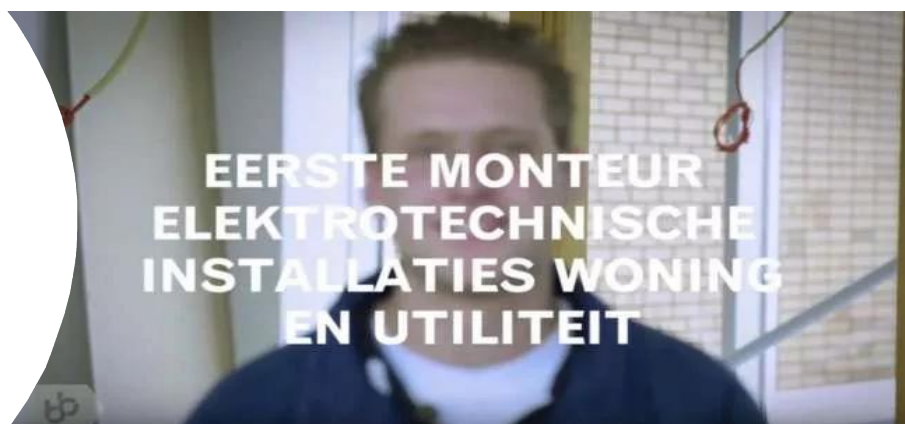 EERSTE MONTEUR
ELEKTROTECHNISCHE
INSTALLATIES WONING
EN UTILITEIT